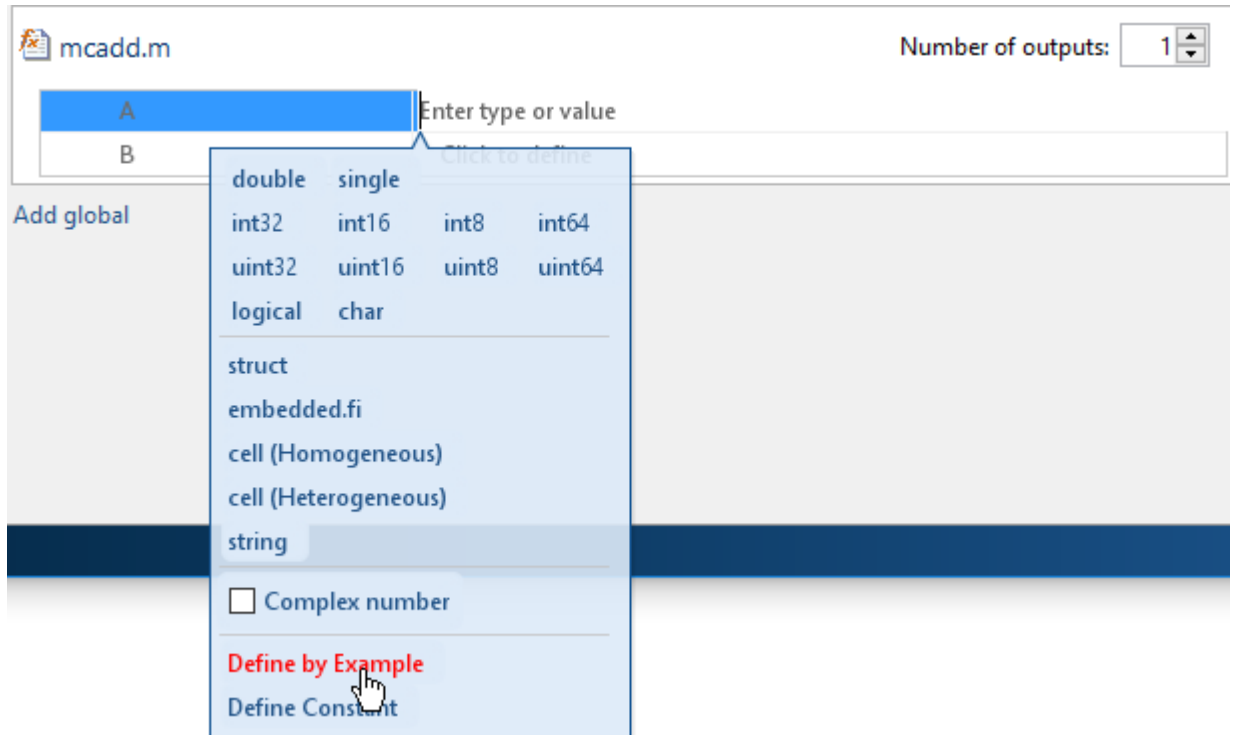 mcadd.m Number of outputs: 1
A Enter type or value
B Click to define
Add global
double single
int32 int16 int8 int64
uint32 uint16 uint8 uint64
logical char
struct
embedded.fi
cell (Homogeneous)
cell (Heterogeneous)
string
Complex number
Define by Example
Define Constant